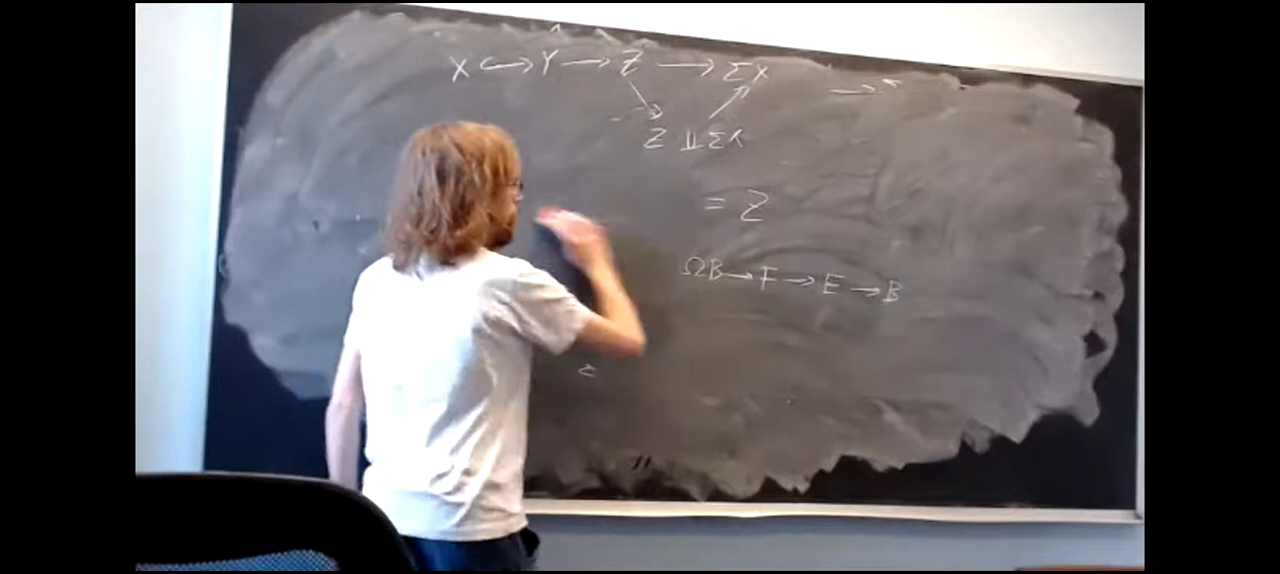 X ↪ Y → Z → ΣX
↘ ↗
Z ⨿ ΣX
= Z
ΩB → F → E → B